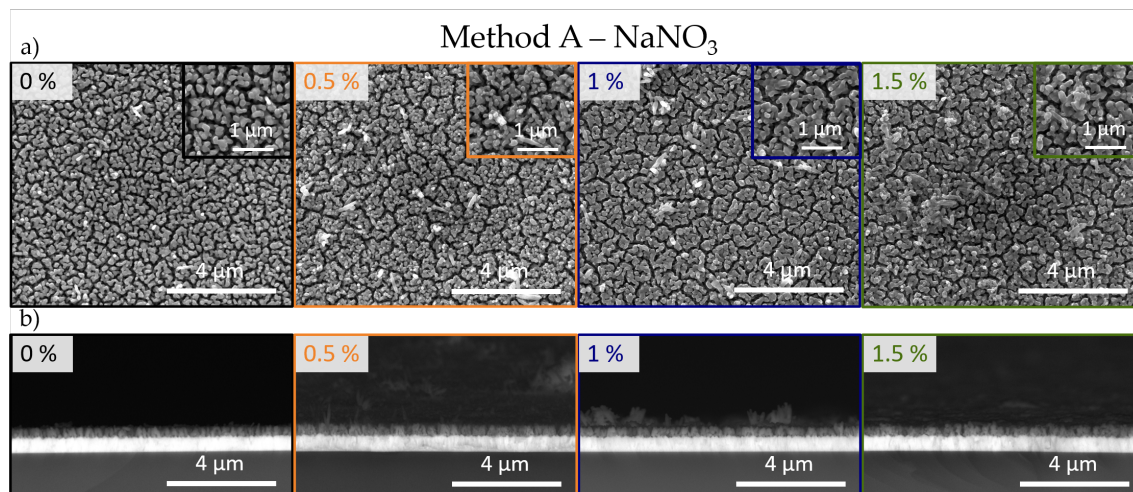 Method A – NaNO₃
a)
0 %
0.5 %
1 %
1.5 %
1 µm
1 µm
1 µm
1 µm
4 µm
4 µm
4 µm
4 µm
b)
0 %
0.5 %
1 %
1.5 %
4 µm
4 µm
4 µm
4 µm